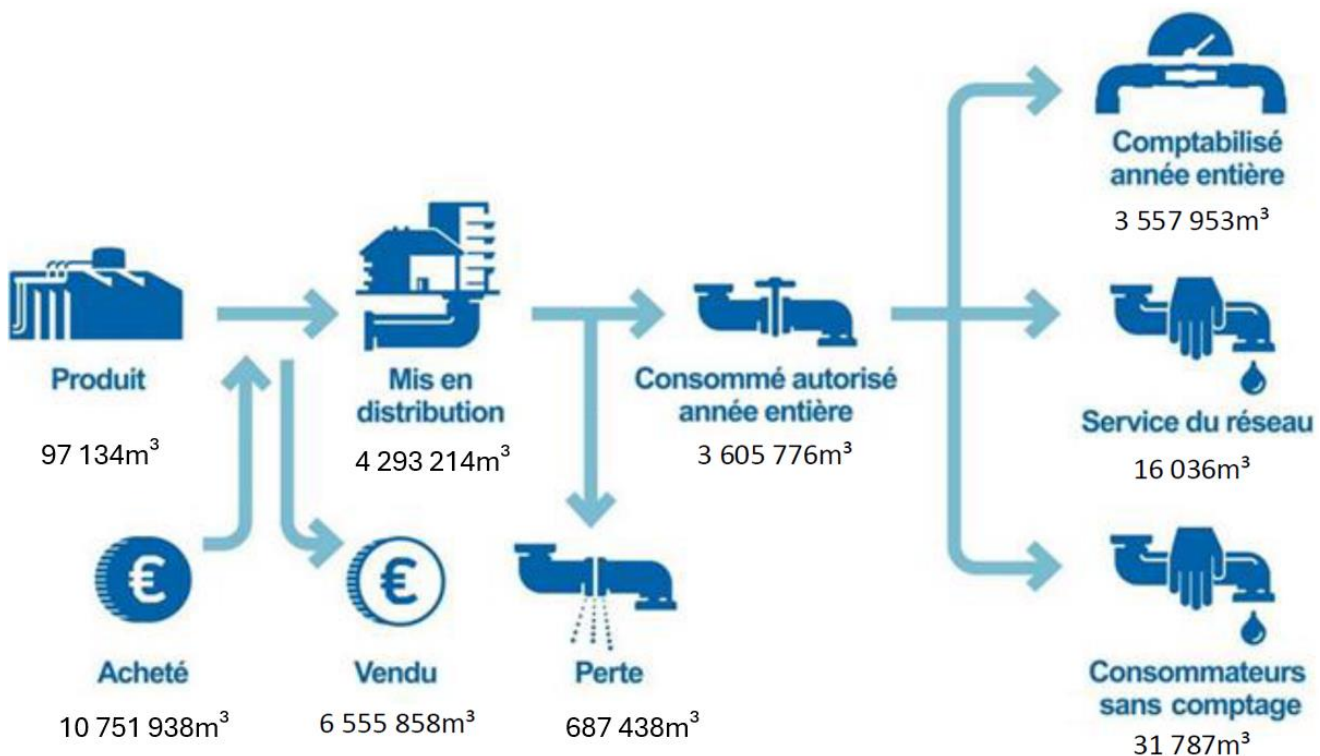 Comptabilisé
année entière
3 557 953m³
Produit
97 134m³
Mis en
distribution
4 293 214m³
Consommé autorisé
année entière
3 605 776m³
Service du réseau
16 036m³
€
Acheté
10 751 938m³
€
Vendu
6 555 858m³
Perte
687 438m³
Consommateurs
sans comptage
31 787m³